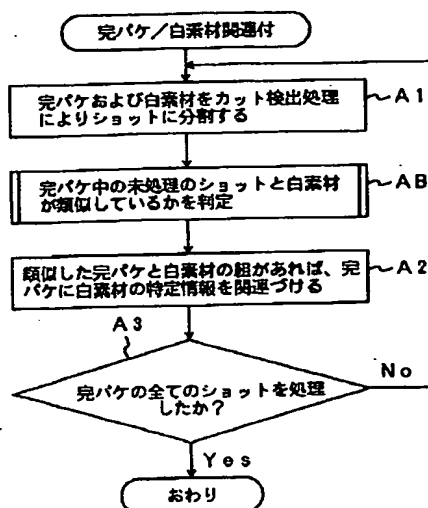 完パケ／白素材関連付
完パケおよび白素材をカット検出処理
によりショットに分割する
A1
完パケ中の未処理のショットと白素材
が類似しているかを判定
AB
類似した完パケと白素材の組があれば、完
パケに白素材の特定情報を関連づける
A2
A3
完パケの全てのショットを処理
したか？
No
Yes
おわり